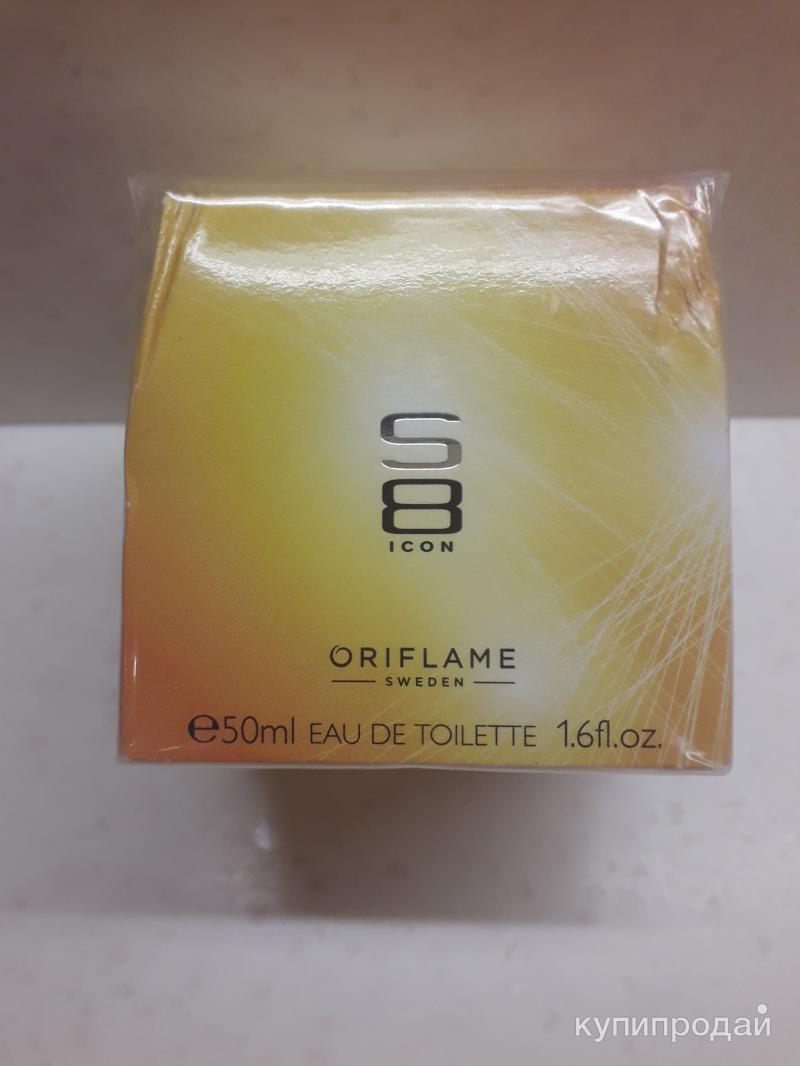 S
8
ICON
ORIFLAME
SWEDEN
℮50ml EAU DE TOILETTE 1.6fl.oz.
купипродай